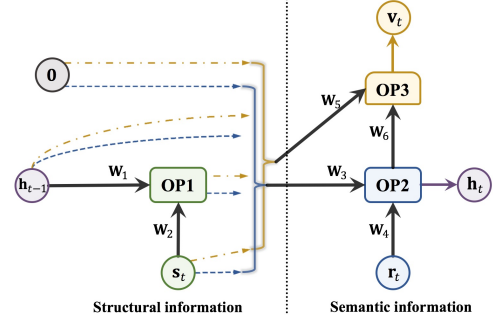 v_t
0
OP3
W_5
W_6
W_1
OP1
W_3
OP2
h_{t-1}
h_t
W_2
W_4
s_t
r_t
Structural information
Semantic information